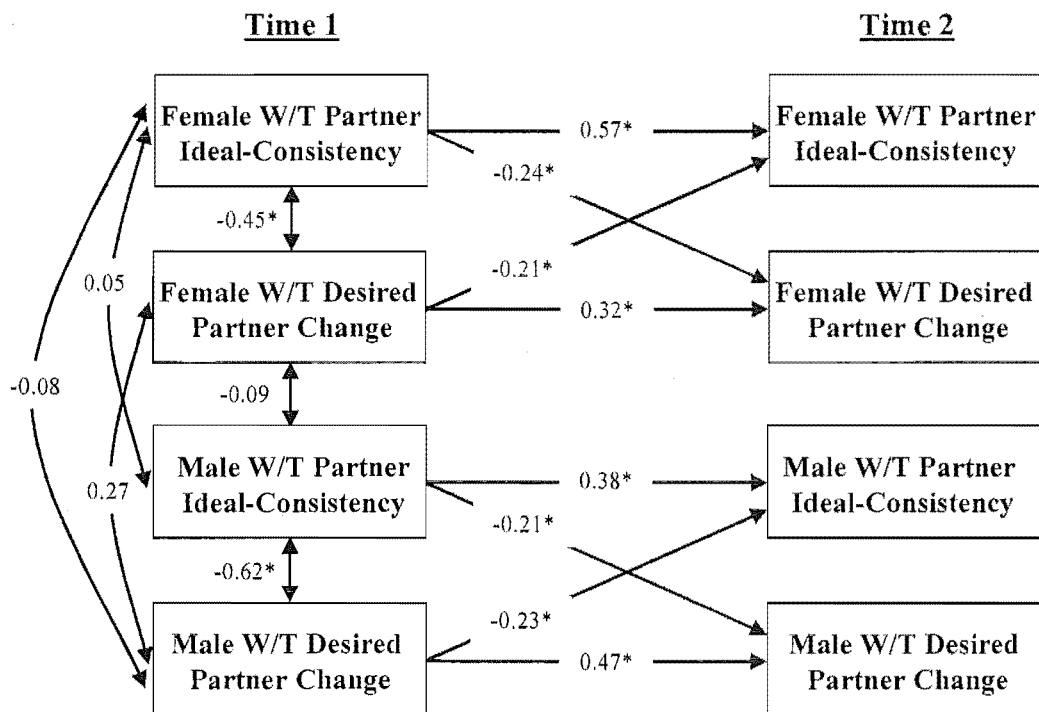 Time 1
Time 2
Female W/T Partner
Ideal-Consistency
0.57*
Female W/T Partner
Ideal-Consistency
-0.24*
-0.45*
0.05
Female W/T Desired
Partner Change
-0.21*
0.32*
Female W/T Desired
Partner Change
-0.08
-0.09
0.27
Male W/T Partner
Ideal-Consistency
0.38*
Male W/T Partner
Ideal-Consistency
-0.21*
-0.62*
Male W/T Desired
Partner Change
-0.23*
0.47*
Male W/T Desired
Partner Change